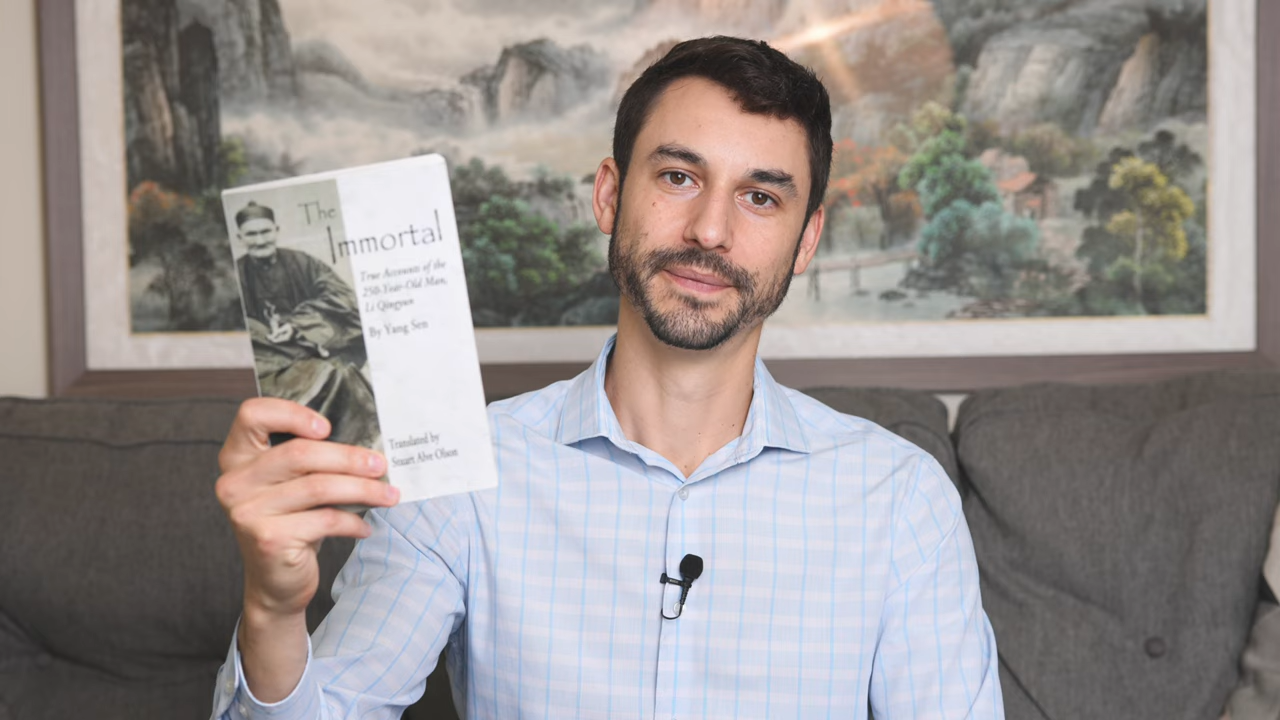 The
Immortal
True Accounts of the
250-Year-Old Man,
Li Qingyun
By Yang Sen
Translated by
Stuart Alve Olson